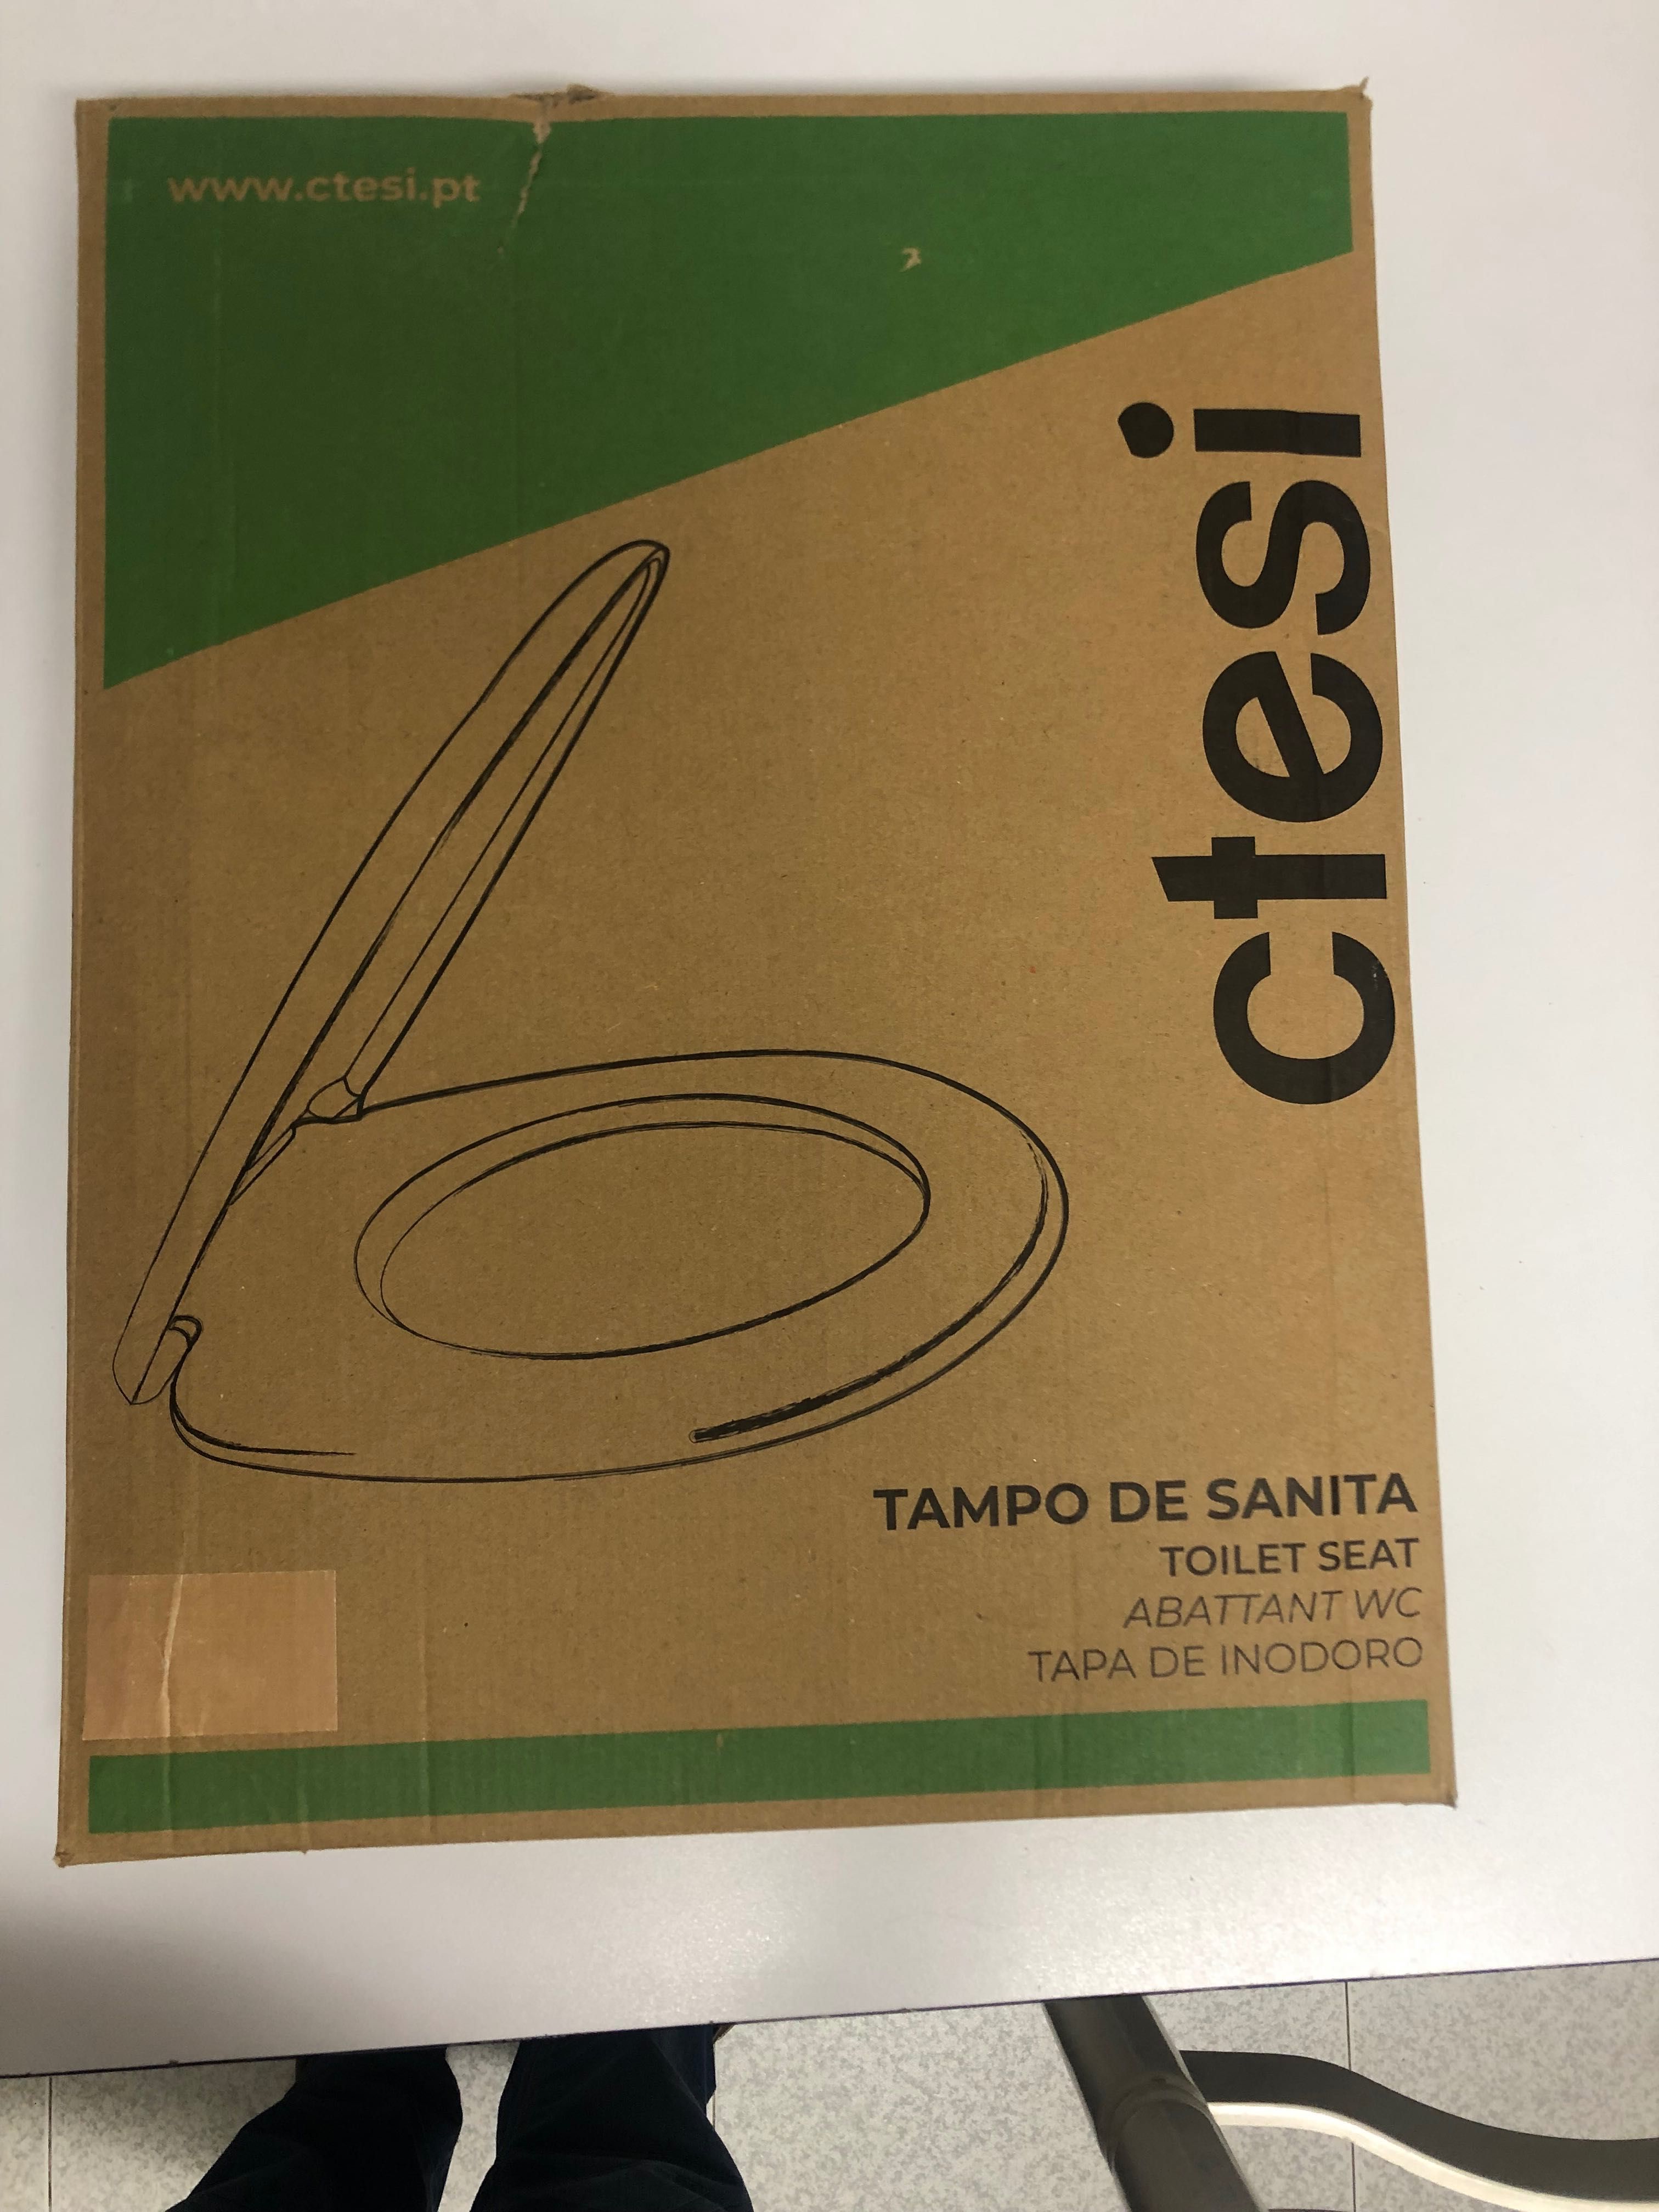 www.ctesi.pt
ctesi
TAMPO DE SANITA
TOILET SEAT
ABATTANT WC
TAPA DE INODORO